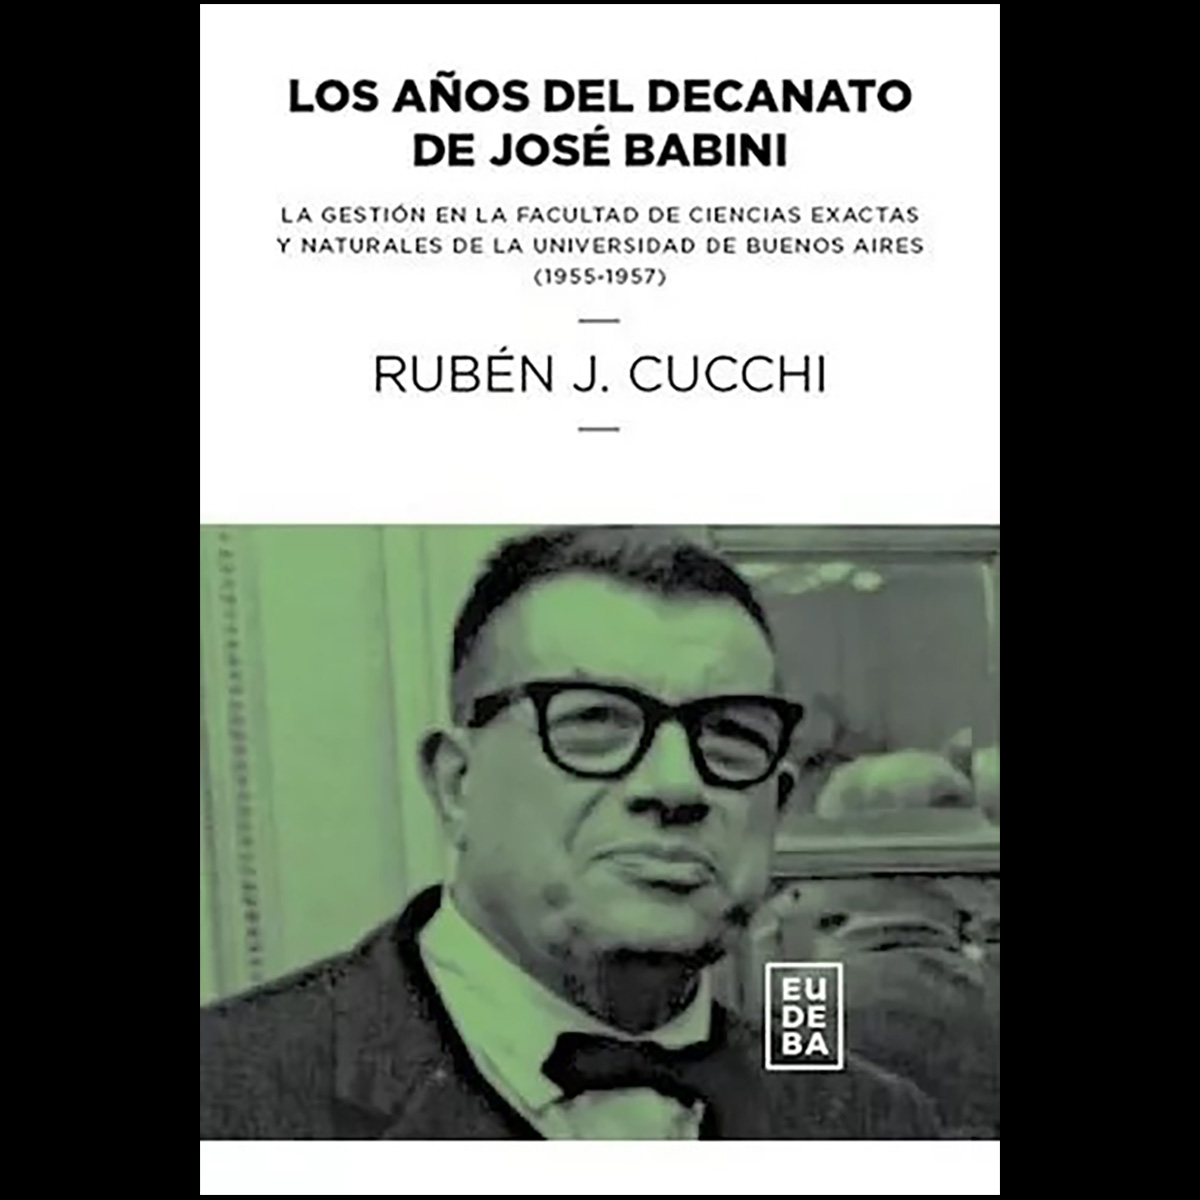 LOS AÑOS DEL DECANATO
DE JOSÉ BABINI
LA GESTIÓN EN LA FACULTAD DE CIENCIAS EXACTAS
Y NATURALES DE LA UNIVERSIDAD DE BUENOS AIRES
(1955-1957)
RUBÉN J. CUCCHI
EU
DE
BA